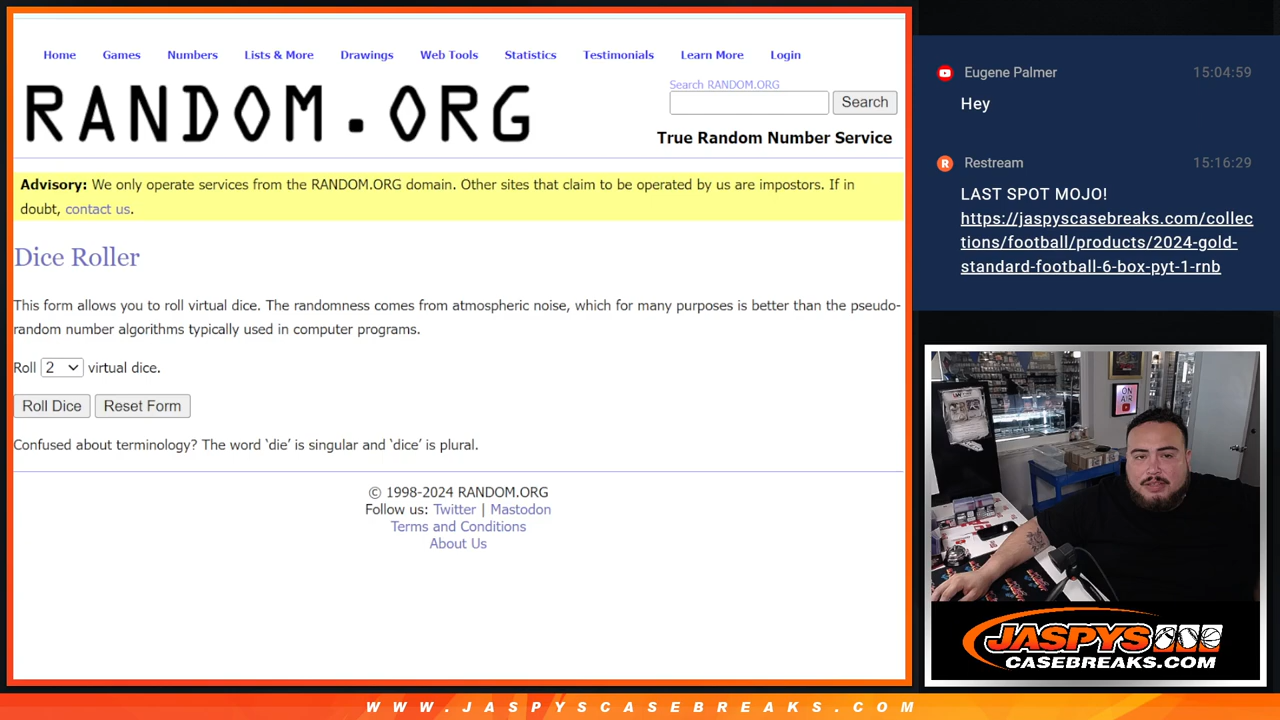 Home Games Numbers Lists & More Drawings Web Tools Statistics Testimonials Learn More Login
RANDOM.ORG
Search RANDOM.ORG
Search
True Random Number Service
Advisory: We only operate services from the RANDOM.ORG domain. Other sites that claim to be operated by us are impostors. If in
doubt, contact us.
Dice Roller
This form allows you to roll virtual dice. The randomness comes from atmospheric noise, which for many purposes is better than the pseudo-
random number algorithms typically used in computer programs.
Roll 2 virtual dice.
Roll Dice Reset Form
Confused about terminology? The word ‘die’ is singular and ‘dice’ is plural.
© 1998-2024 RANDOM.ORG
Follow us: Twitter | Mastodon
Terms and Conditions
About Us
Eugene Palmer 15:04:59
Hey
R Restream 15:16:29
LAST SPOT MOJO!
https://jaspyscasebreaks.com/collec
tions/football/products/2024-gold-
standard-football-6-box-pyt-1-rnb
ON
AIR
JASPYS
CASEBREAKS.COM
WWW.JASPYSCASEBREAKS.COM